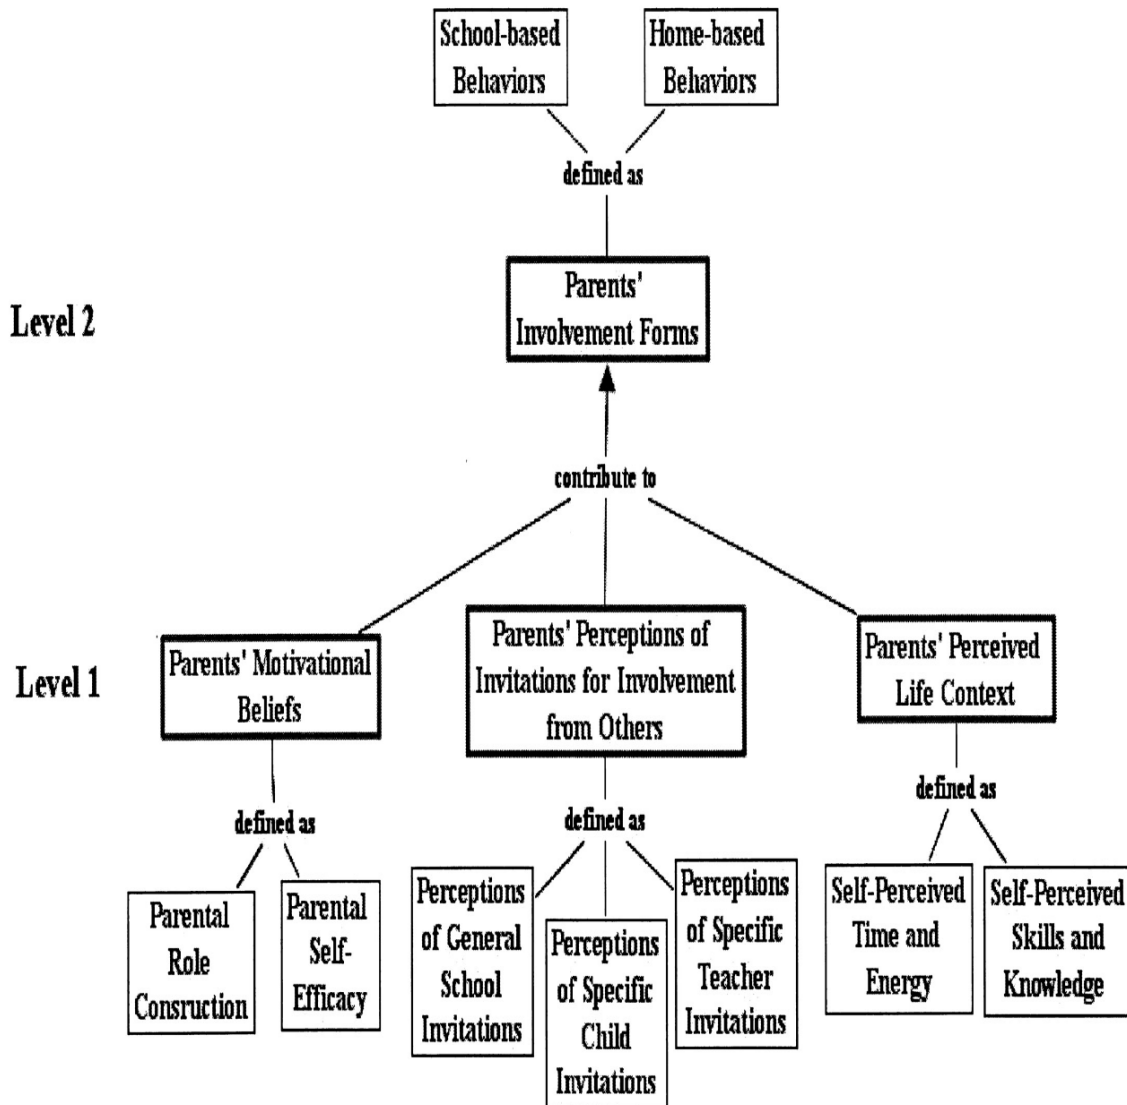 School-based
Behaviors
Home-based
Behaviors
defined as
Parents'
Involvement Forms
Level 2
contribute to
Level 1
Parents' Motivational
Beliefs
Parents' Perceptions of
Invitations for Involvement
from Others
Parents' Perceived
Life Context
defined as
defined as
defined as
Parental
Role
Consruction
Parental
Self-
Efficacy
Perceptions
of General
School
Invitations
Perceptions
of Specific
Child
Invitations
Perceptions
of Specific
Teacher
Invitations
Self-Perceived
Time and
Energy
Self-Perceived
Skills and
Knowledge